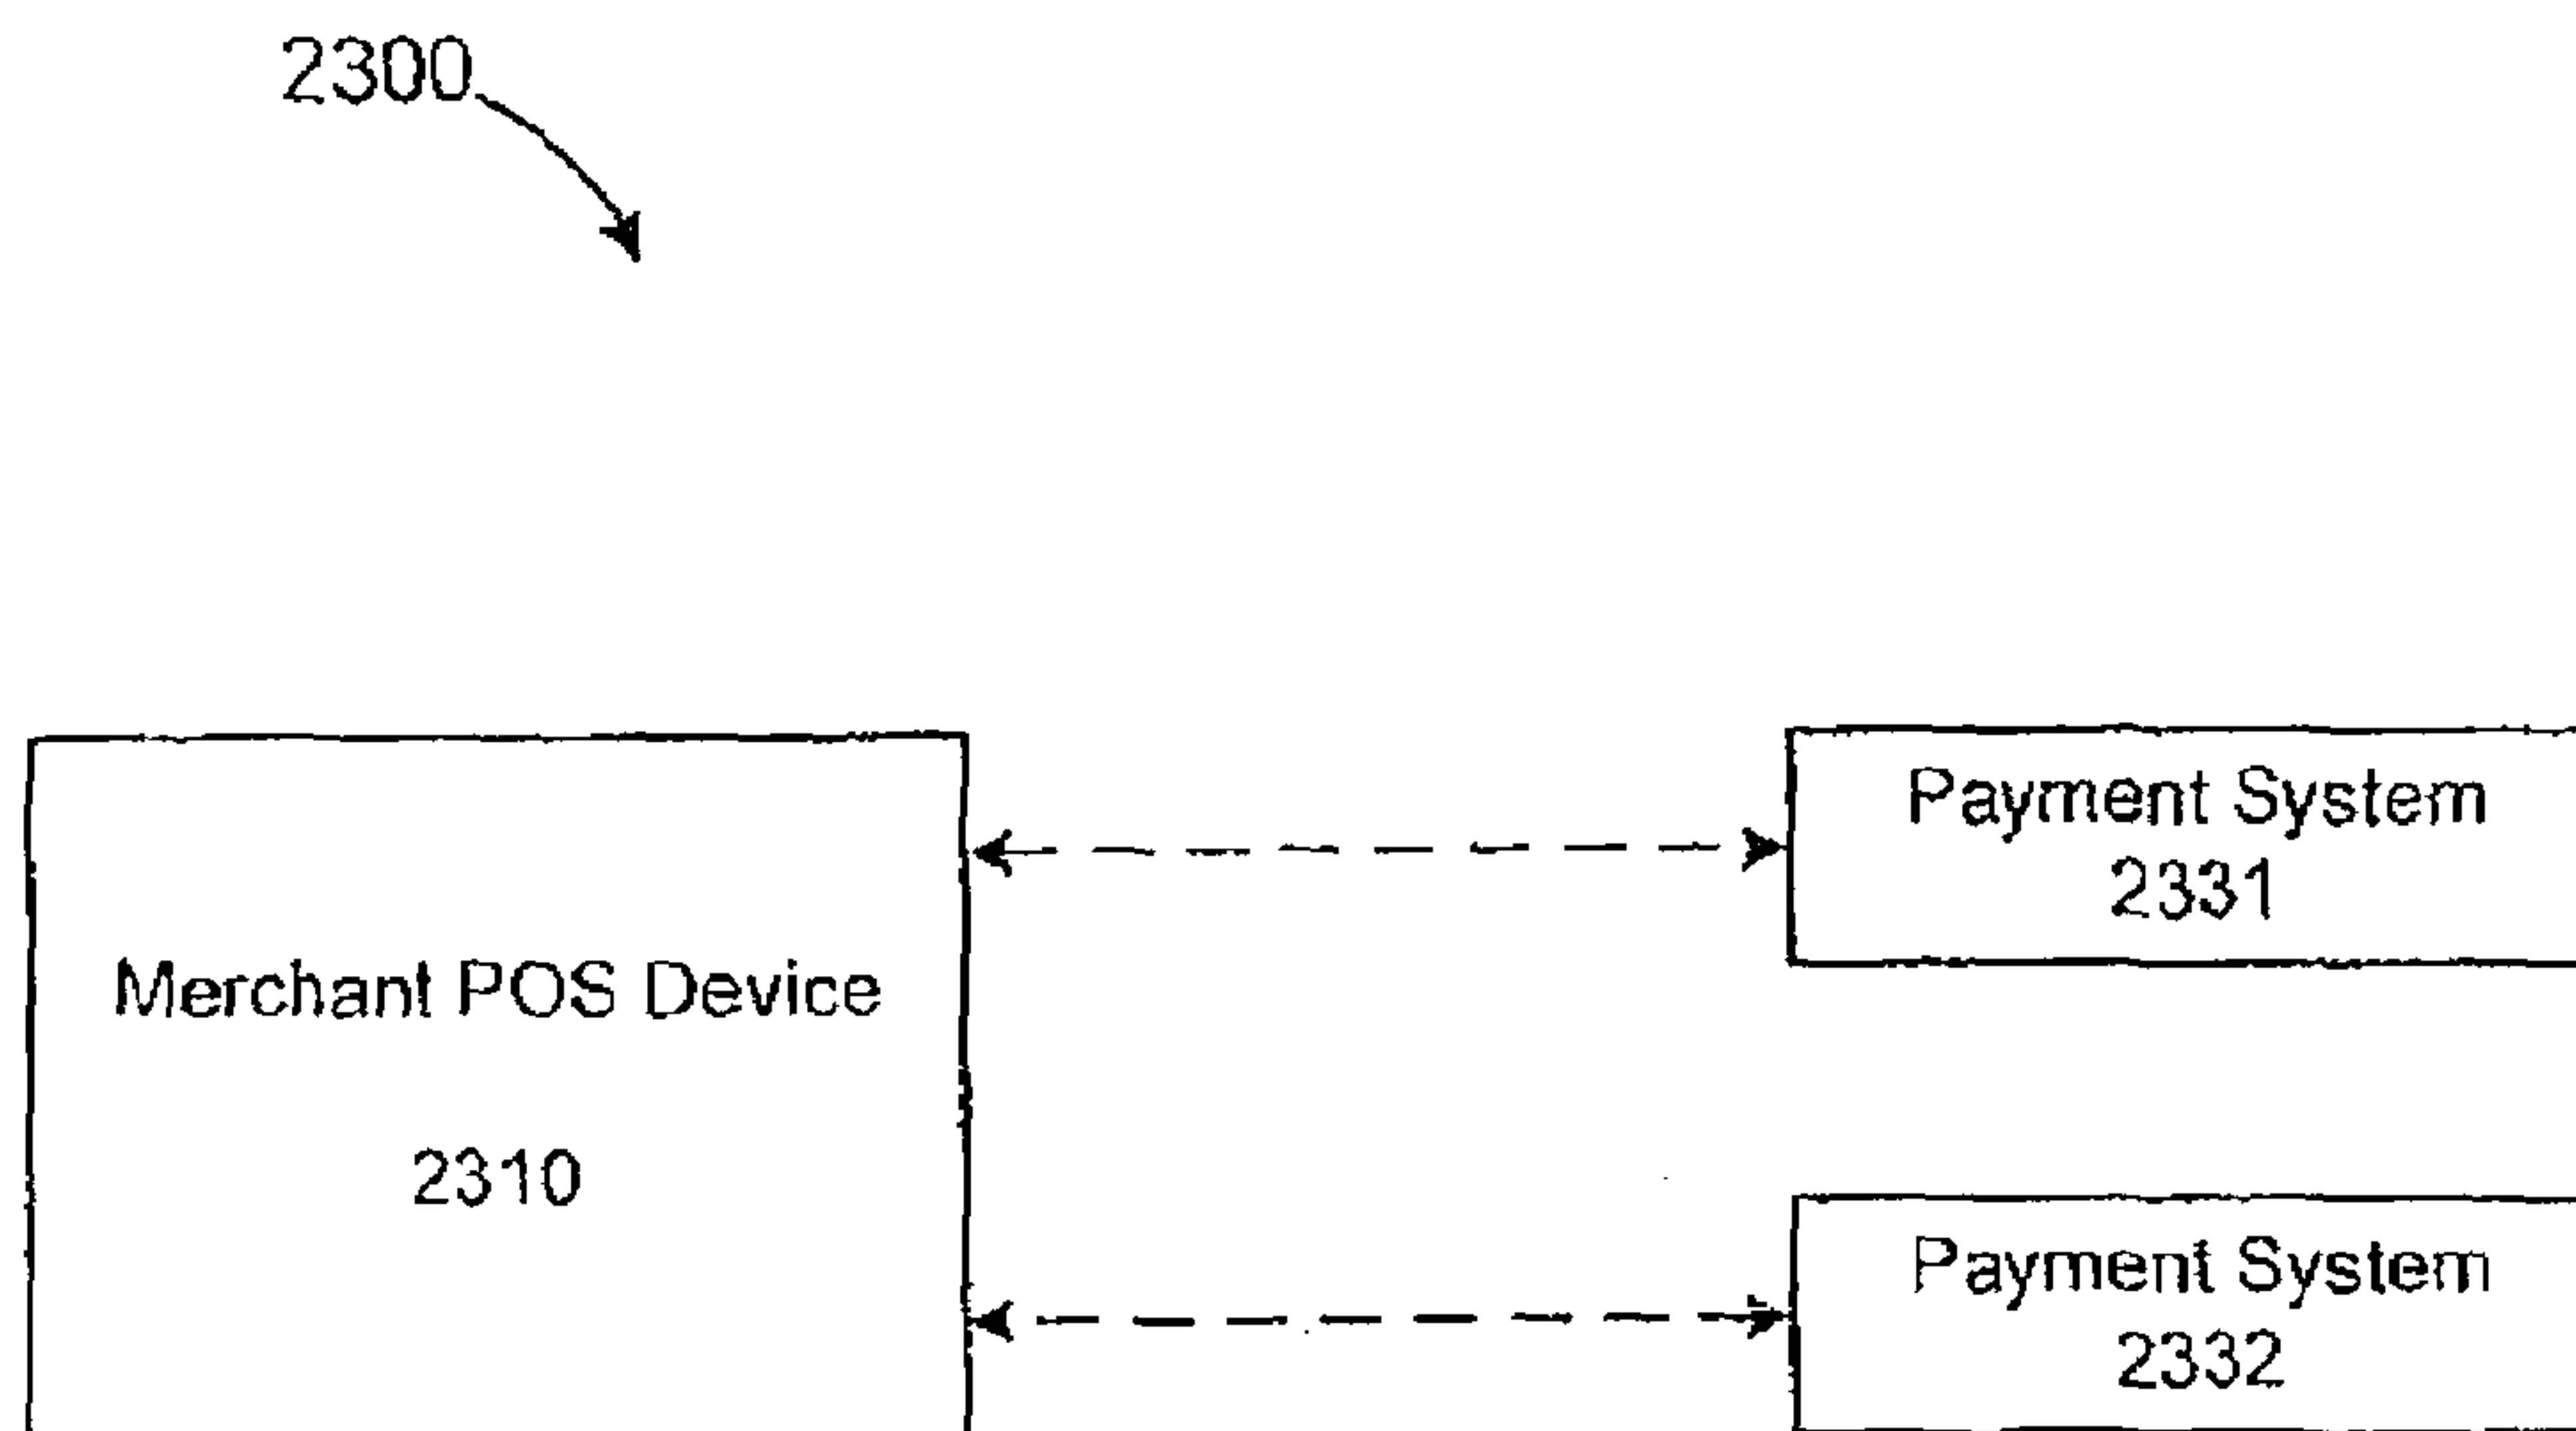 2300
Merchant POS Device
2310
Payment System
2331
Payment System
2332